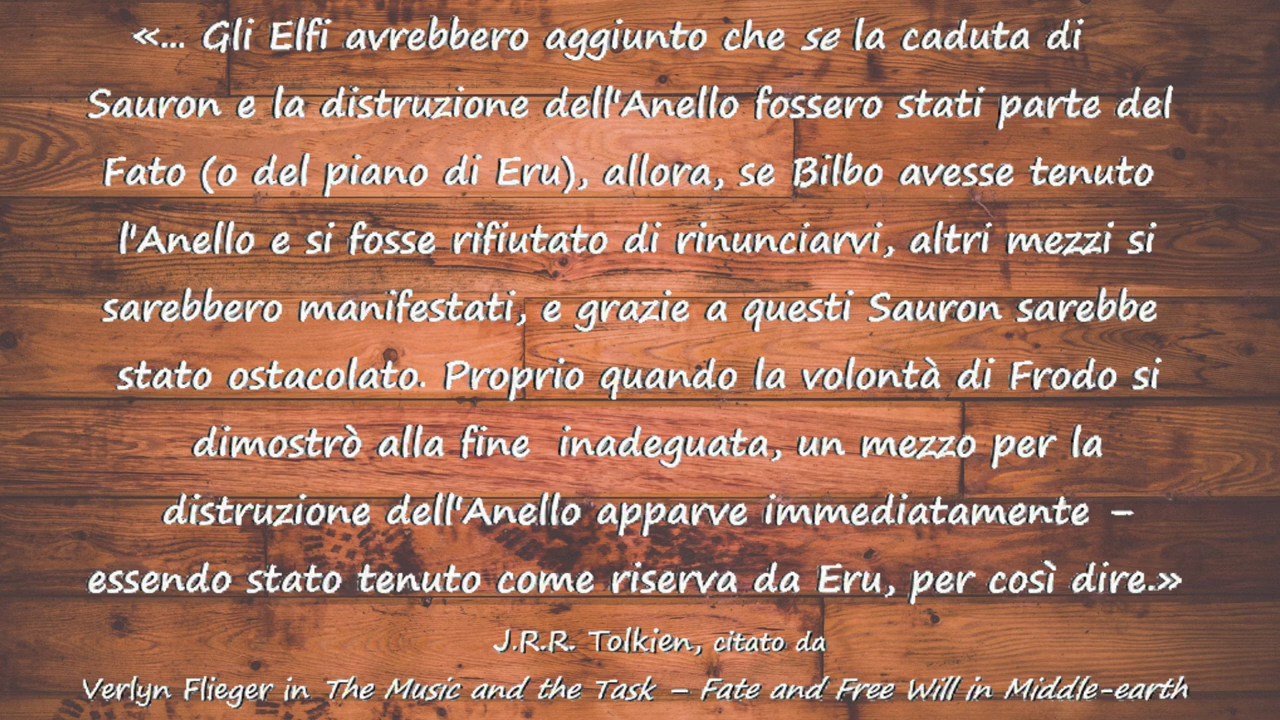 «... Gli Elfi avrebbero aggiunto che se la caduta di
Sauron e la distruzione dell'Anello fossero stati parte del
Fato (o del piano di Eru), allora, se Bilbo avesse tenuto
l'Anello e si fosse rifiutato di rinunciarvi, altri mezzi si
sarebbero manifestati, e grazie a questi Sauron sarebbe
stato ostacolato. Proprio quando la volontà di Frodo si
dimostrò alla fine inadeguata, un mezzo per la
distruzione dell'Anello apparve immediatamente –
essendo stato tenuto come riserva da Eru, per così dire.»
J.R.R. Tolkien, citato da
Verlyn Flieger in The Music and the Task – Fate and Free Will in Middle-earth